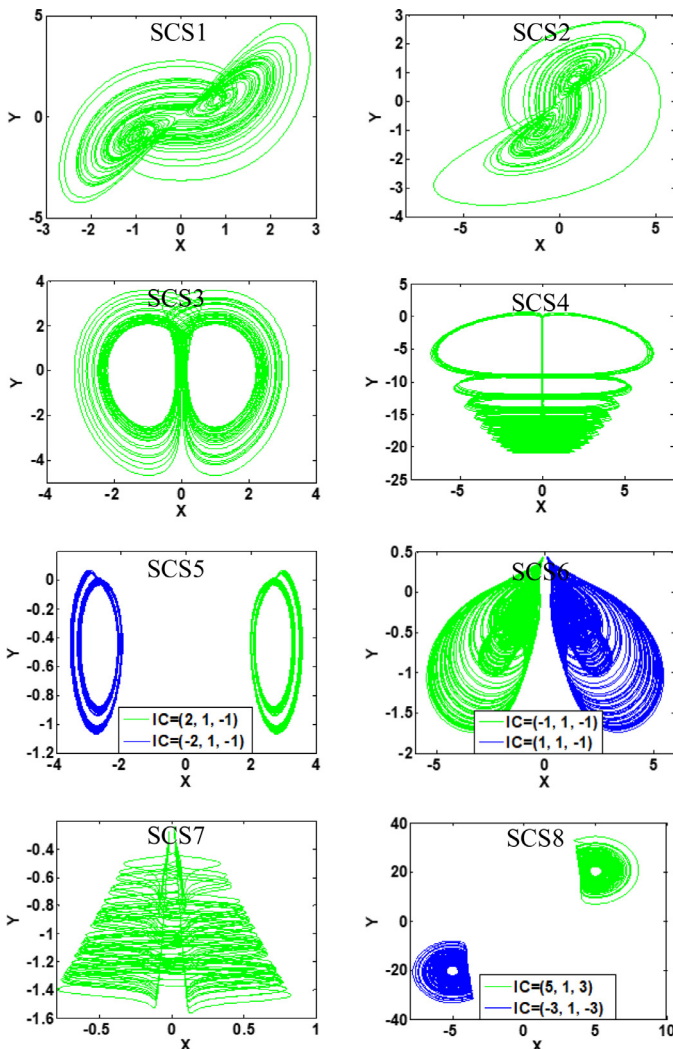 SCS1
5
0
-5
Y
-3 -2 -1 0 1 2 3
X
SCS2
3
2
1
0
-1
-2
-3
-4
Y
-5 0 5
X
SCS3
4
2
0
-2
-4
Y
-4 -2 0 2 4
X
SCS4
5
0
-5
-10
-15
-20
-25
Y
-5 0 5
X
SCS5
0
-0.2
-0.4
-0.6
-0.8
-1
-1.2
Y
IC=(2, 1, -1)
IC=(-2, 1, -1)
-4 -2 0 2 4
X
SCS6
0.5
0
-0.5
-1
-1.5
-2
Y
IC=(-1, 1, -1)
IC=(1, 1, -1)
-5 0 5
X
SCS7
-0.4
-0.6
-0.8
-1
-1.2
-1.4
-1.6
Y
-0.5 0 0.5 1
X
SCS8
40
20
0
-20
-40
Y
IC=(5, 1, 3)
IC=(-3, 1, -3)
-5 0 5 10
X